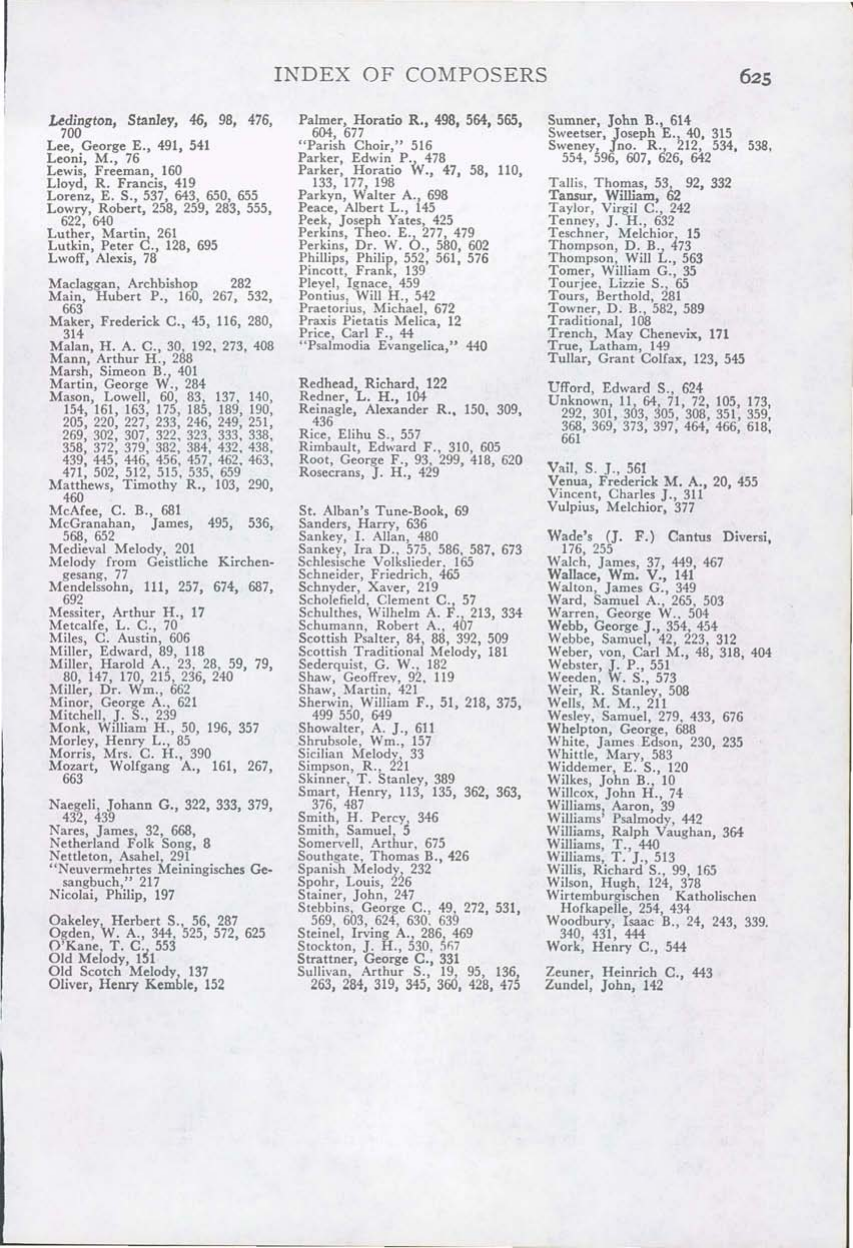 INDEX OF COMPOSERS 625
Ledington, Stanley, 46, 98, 476,
700
Lee, George E., 491, 541
Leoni, M., 76
Lewis, Freeman, 160
Lloyd, R. Francis, 419
Lorenz, E. S., 537, 643, 650, 655
Lowry, Robert, 258, 259, 283, 555,
622, 640
Luther, Martin, 261
Lutkin, Peter C., 128, 695
Lwoff, Alexis, 78
Maclaggan, Archbishop 282
Main, Hubert P., 160, 267, 532,
663
Maker, Frederick C., 45, 116, 280,
314
Malan, H. A. C., 30, 192, 273, 408
Mann, Arthur H., 288
Marsh, Simeon B., 401
Martin, George W., 284
Mason, Lowell, 60, 83, 137, 140,
154, 161, 163, 175, 185, 189, 190,
205, 220, 227, 233, 246, 249, 251,
269, 302, 307, 322, 323, 333, 338,
358, 372, 379, 382, 384, 432, 438,
439, 445, 446, 456, 457, 462, 463,
471, 502, 512, 515, 535, 659
Matthews, Timothy R., 103, 290,
460
McAfee, C. B., 681
McGranahan, James, 495, 536,
568, 652
Medieval Melody, 201
Melody from Geistliche Kirchen-
gesang, 77
Mendelssohn, 111, 257, 674, 687,
692
Messiter, Arthur H., 17
Metcalfe, L. C., 70
Miles, C. Austin, 606
Miller, Edward, 89, 118
Miller, Harold A., 23, 28, 59, 79,
80, 147, 170, 215, 236, 240
Miller, Dr. Wm., 662
Minor, George A., 621
Mitchell, J. S., 239
Monk, William H., 50, 196, 357
Morley, Henry L., 85
Morris, Mrs. C. H., 390
Mozart, Wolfgang A., 161, 267,
663
Naegeli, Johann G., 322, 333, 379,
432, 439
Nares, James, 32, 668,
Netherland Folk Song, 8
Nettleton, Asahel, 291
"Neuvermehrtes Meiningisches Ge-
sangbuch," 217
Nicolai, Philip, 197
Oakeley, Herbert S., 56, 287
Ogden, W. A., 344, 525, 572, 625
O'Kane, T. C., 553
Old Melody, 151
Old Scotch Melody, 137
Oliver, Henry Kemble, 152
Palmer, Horatio R., 498, 564, 565,
604, 677
"Parish Choir," 516
Parker, Edwin P., 478
Parker, Horatio W., 47, 58, 110,
133, 177, 198
Parkyn, Walter A., 698
Peace, Albert L., 145
Peek, Joseph Yates, 425
Perkins, Theo. E., 277, 479
Perkins, Dr. W. O., 580, 602
Phillips, Philip, 552, 561, 576
Pincott, Frank, 139
Pleyel, Ignace, 459
Pontius, Will H., 542
Praetorius, Michael, 672
Praxis Pietatis Melica, 12
Price, Carl F., 44
"Psalmodia Evangelica," 440
Redhead, Richard, 122
Redner, L. H., 104
Reinagle, Alexander R., 150, 309,
436
Rice, Elihu S., 557
Rimbault, Edward F., 310, 605
Root, George F., 93, 299, 418, 620
Rosecrans, J. H., 429
St. Alban's Tune-Book, 69
Sanders, Harry, 636
Sankey, I. Allan, 480
Sankey, Ira D., 575, 586, 587, 673
Schlesische Volkslieder, 165
Schneider, Friedrich, 465
Schnyder, Xaver, 219
Scholefield, Clement C., 57
Schulthes, Wilhelm A. F., 213, 334
Schumann, Robert A., 407
Scottish Psalter, 84, 88, 392, 509
Scottish Traditional Melody, 181
Sederquist, G. W., 182
Shaw, Geoffrey, 92, 119
Shaw, Martin, 421
Sherwin, William F., 51, 218, 375,
499 550, 649
Showalter, A. J., 611
Shrubsole, Wm., 157
Sicilian Melody, 33
Simpson, R., 221
Skinner, T. Stanley, 389
Smart, Henry, 113, 135, 362, 363,
376, 487
Smith, H. Percy, 346
Smith, Samuel, 5
Somervell, Arthur, 675
Southgate, Thomas B., 426
Spanish Melody, 232
Spohr, Louis, 226
Stainer, John, 247
Stebbins, George C., 49, 272, 531,
569, 603, 624, 630, 639
Steinel, Irving A., 286, 469
Stockton, J. H., 530, 567
Strattner, George C., 331
Sullivan, Arthur S., 19, 95, 136,
263, 284, 319, 345, 360, 428, 475
Sumner, John B., 614
Sweetser, Joseph E., 40, 315
Sweney, Jno. R., 212, 534, 538,
554, 596, 607, 626, 642
Tallis, Thomas, 53, 92, 332
Tansur, William, 62
Taylor, Virgil C., 242
Tenney, J. H., 632
Teschner, Melchior, 15
Thompson, D. B., 473
Thompson, Will L., 563
Tomer, William G., 35
Tourjee, Lizzie S., 65
Tours, Berthold, 281
Towner, D. B., 582, 589
Traditional, 108
Trench, May Chenevix, 171
True, Latham, 149
Tullar, Grant Colfax, 123, 545
Ufford, Edward S., 624
Unknown, 11, 64, 71, 72, 105, 173,
292, 301, 303, 305, 308, 351, 359,
368, 369, 373, 397, 464, 466, 618,
661
Vail, S. J., 561
Venua, Frederick M. A., 20, 455
Vincent, Charles J., 311
Vulpius, Melchior, 377
Wade's (J. F.) Cantus Diversi,
176, 255
Walch, James, 37, 449, 467
Wallace, Wm. V., 141
Walton, James G., 349
Ward, Samuel A., 265, 503
Warren, George W., 504
Webb, George J., 354, 454
Webbe, Samuel, 42, 223, 312
Weber, von, Carl M., 48, 318, 404
Webster, J. P., 551
Weeden, W. S., 573
Weir, R. Stanley, 508
Wells, M. M., 211
Wesley, Samuel, 279, 433, 676
Whelpton, George, 688
White, James Edson, 230, 235
Whittle, Mary, 583
Widdemer, E. S., 120
Wilkes, John B., 10
Willcox, John H., 74
Williams, Aaron, 39
Williams' Psalmody, 442
Williams, Ralph Vaughan, 364
Williams, T., 440
Williams, T. J., 513
Willis, Richard S., 99, 165
Wilson, Hugh, 124, 378
Wirtemburgischen Katholischen
Hofkapelle, 254, 434
Woodbury, Isaac B., 24, 243, 339.
340, 431, 444
Work, Henry C., 544
Zeuner, Heinrich C., 443
Zundel, John, 142